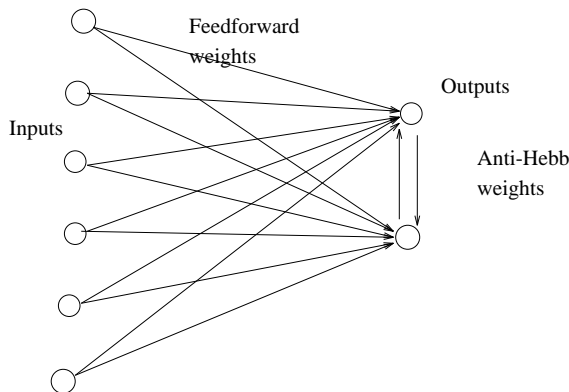 Feedforward
weights
Outputs
Inputs
Anti-Hebb
weights